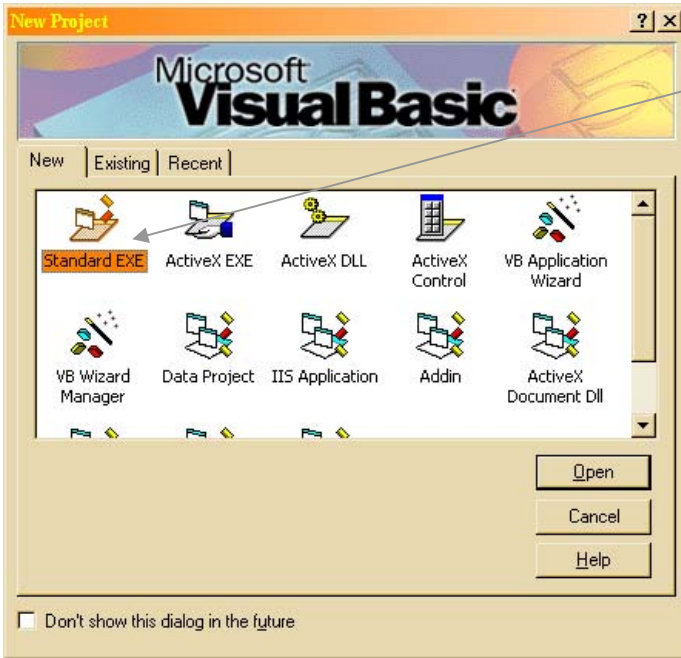 New Project
Microsoft
Visual Basic
New Existing Recent
Standard EXE ActiveX EXE ActiveX DLL ActiveX Control VB Application Wizard
VB Wizard Manager Data Project IIS Application Addin ActiveX Document Dll
Open
Cancel
Help
Don't show this dialog in the future